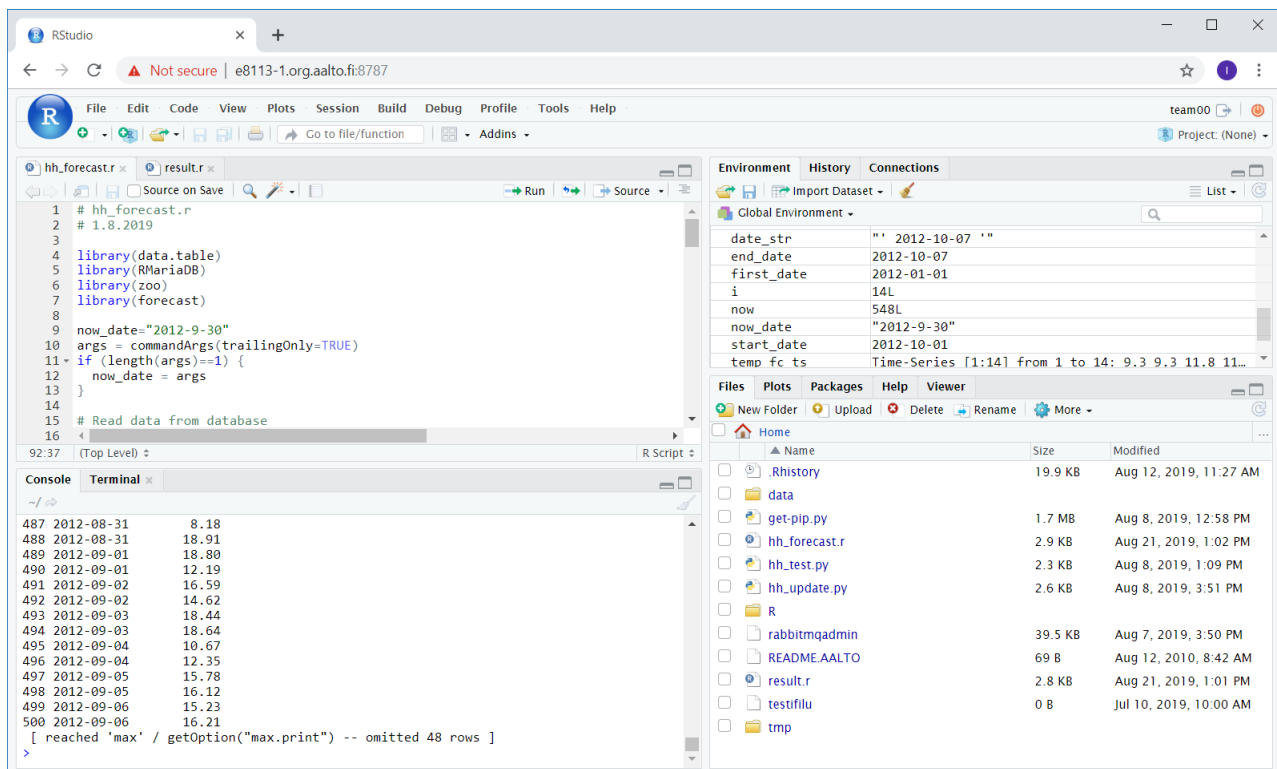 RStudio
Not secure | e8113-1.org.aalto.fi:8787
I
R
File Edit Code View Plots Session Build Debug Profile Tools Help
team00
Go to file/function
Addins
Project: (None)
hh_forecast.r
result.r
Source on Save
Run
Source
1 # hh_forecast.r
2 # 1.8.2019
3
4 library(data.table)
5 library(RMariaDB)
6 library(zoo)
7 library(forecast)
8
9 now_date="2012-9-30"
10 args = commandArgs(trailingOnly=TRUE)
11 if (length(args)==1) {
12 now_date = args
13 }
14
15 # Read data from database
16
92:37 (Top Level) R Script
Console Terminal
~/
487 2012-08-31 8.18
488 2012-08-31 18.91
489 2012-09-01 18.80
490 2012-09-01 12.19
491 2012-09-02 16.59
492 2012-09-02 14.62
493 2012-09-03 18.44
494 2012-09-03 18.64
495 2012-09-04 10.67
496 2012-09-04 12.35
497 2012-09-05 15.78
498 2012-09-05 16.12
499 2012-09-06 15.23
500 2012-09-06 16.21
[ reached 'max' / getOption("max.print") -- omitted 48 rows ]
>
Environment History Connections
Import Dataset
List
Global Environment
date_str "' 2012-10-07 '"
end_date 2012-10-07
first_date 2012-01-01
i 14L
now 548L
now_date "2012-9-30"
start_date 2012-10-01
temp_fc_ts Time-Series [1:14] from 1 to 14: 9.3 9.3 11.8 11…
Files Plots Packages Help Viewer
New Folder Upload Delete Rename More
Home
Name Size Modified
.Rhistory 19.9 KB Aug 12, 2019, 11:27 AM
data
get-pip.py 1.7 MB Aug 8, 2019, 12:58 PM
hh_forecast.r 2.9 KB Aug 21, 2019, 1:02 PM
hh_test.py 2.3 KB Aug 8, 2019, 1:09 PM
hh_update.py 2.6 KB Aug 8, 2019, 3:51 PM
R
rabbitmqadmin 39.5 KB Aug 7, 2019, 3:50 PM
README.AALTO 69 B Aug 12, 2010, 8:42 AM
result.r 2.8 KB Aug 21, 2019, 1:01 PM
testifilu 0 B Jul 10, 2019, 10:00 AM
tmp